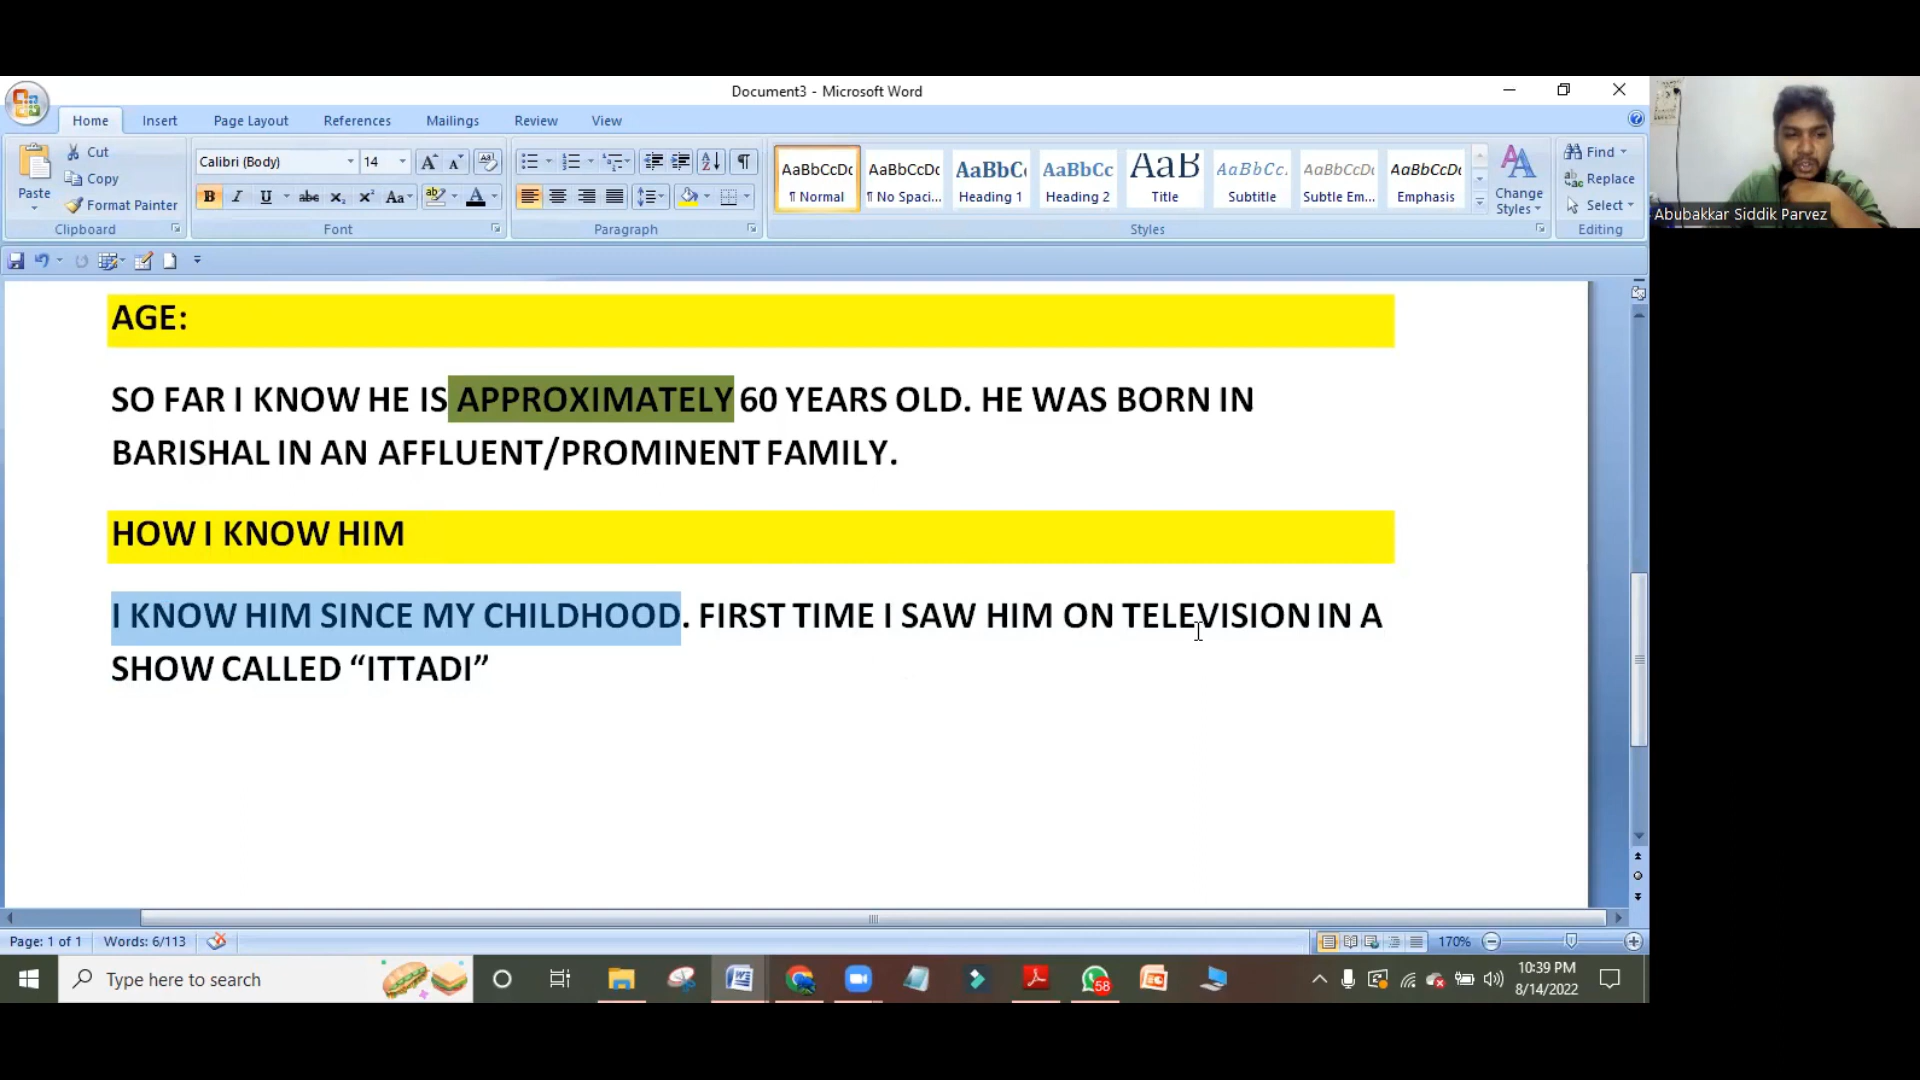 Document3 - Microsoft Word
Home Insert Page Layout References Mailings Review View
Paste
Cut
Copy
Format Painter
Clipboard
Calibri (Body) 14
B I U abc x₂ x² Aa
Font
Paragraph
AaBbCcDc AaBbCcDc AaBbC AaBbCc AaB AaBbCc. AaBbCcDc AaBbCcDc
¶ Normal ¶ No Spaci... Heading 1 Heading 2 Title Subtitle Subtle Em... Emphasis
Change Styles
Styles
Find
Replace
Select
Editing
Abubakkar Siddik Parvez
AGE:
SO FAR I KNOW HE IS APPROXIMATELY 60 YEARS OLD. HE WAS BORN IN
BARISHAL IN AN AFFLUENT/PROMINENT FAMILY.
HOW I KNOW HIM
I KNOW HIM SINCE MY CHILDHOOD. FIRST TIME I SAW HIM ON TELEVISION IN A
SHOW CALLED “ITTADI”
Page: 1 of 1 Words: 6/113 170%
Type here to search
58
10:39 PM
8/14/2022